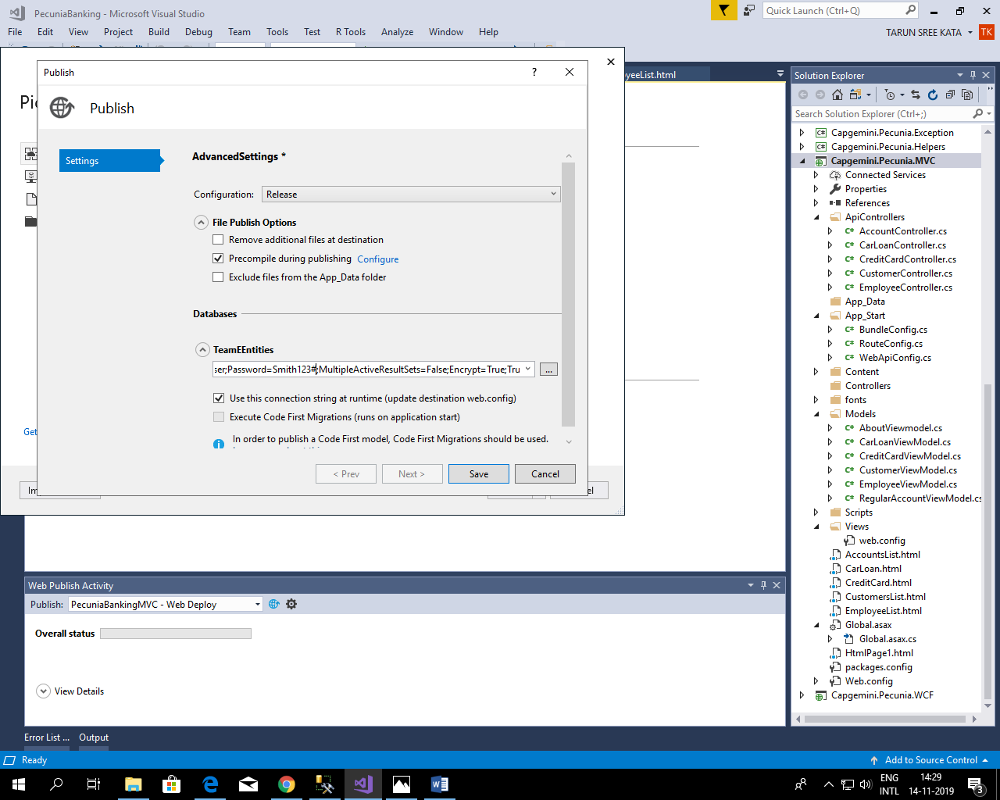 PecuniaBanking - Microsoft Visual Studio
Quick Launch (Ctrl+Q)
File Edit View Project Build Debug Team Tools Test R Tools Analyze Window Help
TARUN SREE KATA TK
Publish
?
Publish
Settings
AdvancedSettings *
Configuration: Release
File Publish Options
Remove additional files at destination
Precompile during publishing Configure
Exclude files from the App_Data folder
Databases
TeamEEntities
ser;Password=Smith123#;MultipleActiveResultSets=False;Encrypt=True;Tru
...
Use this connection string at runtime (update destination web.config)
Execute Code First Migrations (runs on application start)
In order to publish a Code First model, Code First Migrations should be used.
< Prev Next > Save Cancel
Pic
Get
Im
el
yeeList.html
Solution Explorer
Search Solution Explorer (Ctrl+;)
Capgemini.Pecunia.Exception
Capgemini.Pecunia.Helpers
Capgemini.Pecunia.MVC
Connected Services
Properties
References
ApiControllers
AccountController.cs
CarLoanController.cs
CreditCardController.cs
CustomerController.cs
EmployeeController.cs
App_Data
App_Start
BundleConfig.cs
RouteConfig.cs
WebApiConfig.cs
Content
Controllers
fonts
Models
AboutViewmodel.cs
CarLoanViewModel.cs
CreditCardViewModel.cs
CustomerViewModel.cs
EmployeeViewModel.cs
RegularAccountViewModel.cs
Scripts
Views
web.config
AccountsList.html
CarLoan.html
CreditCard.html
CustomersList.html
EmployeeList.html
Global.asax
Global.asax.cs
HtmlPage1.html
packages.config
Web.config
Capgemini.Pecunia.WCF
Web Publish Activity
Publish: PecuniaBankingMVC - Web Deploy
Overall status
View Details
Error List ... Output
Ready
Add to Source Control
ENG
INTL
14:29
14-11-2019
3